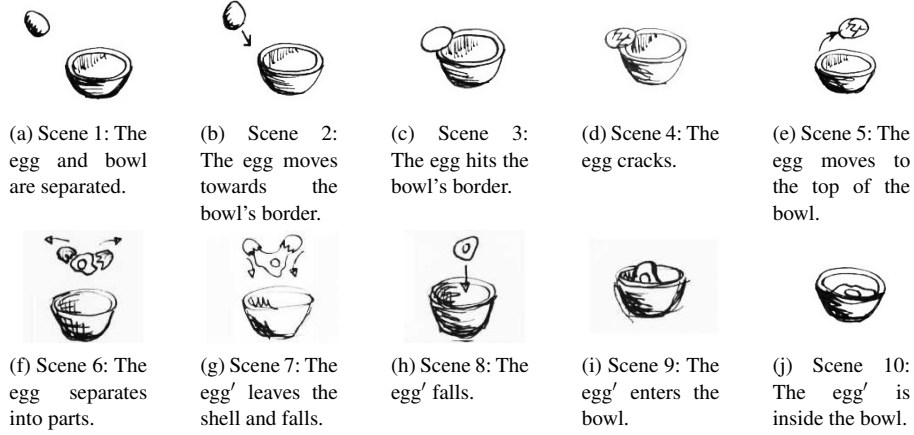 (a) Scene 1: The
egg and bowl
are separated.
(b) Scene 2:
The egg moves
towards the
bowl's border.
(c) Scene 3:
The egg hits the
bowl's border.
(d) Scene 4: The
egg cracks.
(e) Scene 5: The
egg moves to
the top of the
bowl.
(f) Scene 6: The
egg separates
into parts.
(g) Scene 7: The
egg′ leaves the
shell and falls.
(h) Scene 8: The
egg′ falls.
(i) Scene 9: The
egg′ enters the
bowl.
(j) Scene 10:
The egg′ is
inside the bowl.